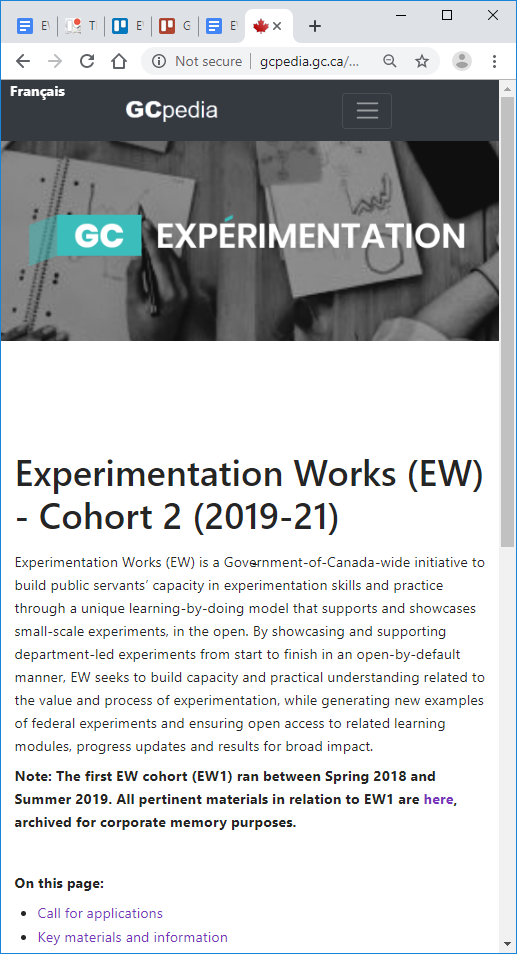 EW
Tl
EV
G
EV
Not secure
gcpedia.gc.ca/...
Français
GCpedia
GC EXPÉRIMENTATION
Experimentation Works (EW)
- Cohort 2 (2019-21)
Experimentation Works (EW) is a Government-of-Canada-wide initiative to
build public servants’ capacity in experimentation skills and practice
through a unique learning-by-doing model that supports and showcases
small-scale experiments, in the open. By showcasing and supporting
department-led experiments from start to finish in an open-by-default
manner, EW seeks to build capacity and practical understanding related to
the value and process of experimentation, while generating new examples
of federal experiments and ensuring open access to related learning
modules, progress updates and results for broad impact.
Note: The first EW cohort (EW1) ran between Spring 2018 and
Summer 2019. All pertinent materials in relation to EW1 are here,
archived for corporate memory purposes.
On this page:
• Call for applications
• Key materials and information